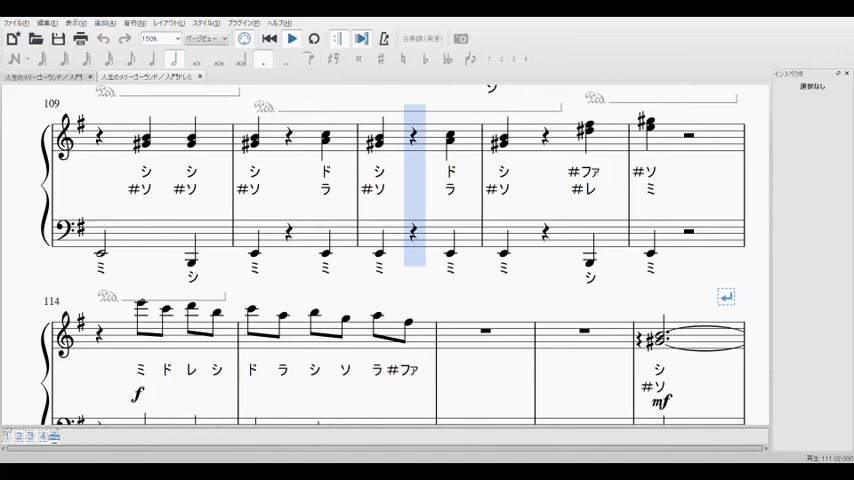 ファイル(F) 編集(E) 表示(V) 追加(A) 音符(N) レイアウト(L) スタイル(S) プラグイン(P) ヘルプ(H)
150% ページビュー
1 2 3 4
人生のメリーゴーランド／入門 人生のメリーゴーランド／入門ドレミ
インスペクタ
選択なし
シ
109
シ シ シ ド シ ド シ #ファ #ソ
#ソ #ソ #ソ ラ #ソ ラ #ソ #レ ミ
ミ シ ミ ミ ミ ミ ミ ミ シ ミ
114
ミ ド レ シ ド ラ シ ソ ラ #ファ シ
#ソ
f mf
再生 111:02:000